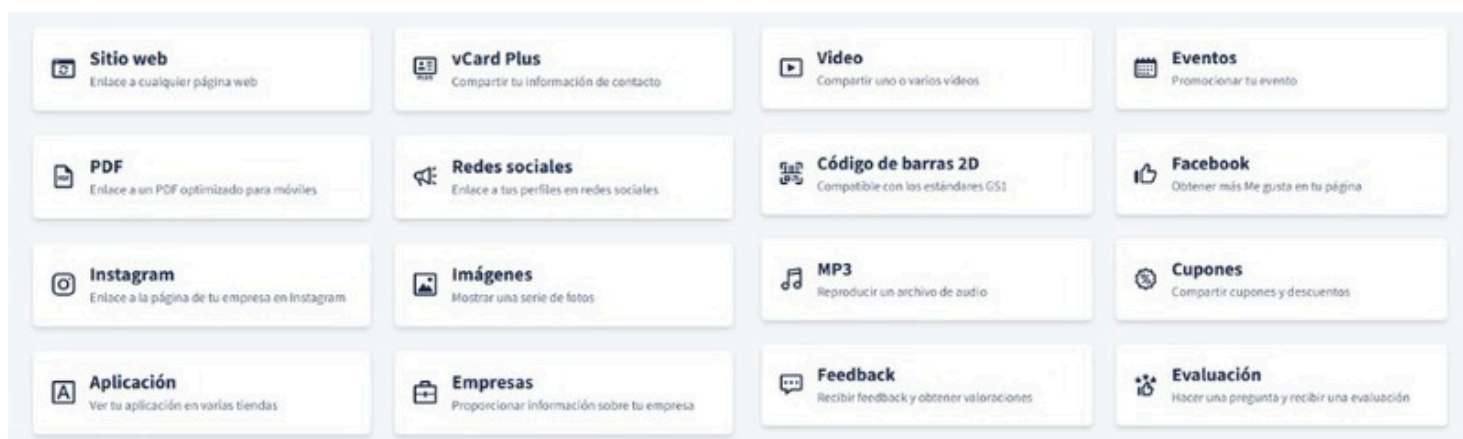 Sitio web
Enlace a cualquier página web
vCard Plus
Compartir tu información de contacto
Video
Compartir uno o varios videos
Eventos
Promocionar tu evento
PDF
Enlace a un PDF optimizado para móviles
Redes sociales
Enlace a tus perfiles en redes sociales
Código de barras 2D
Compatible con los estándares GS1
Facebook
Obtener más Me gusta en tu página
Instagram
Enlace a la página de tu empresa en Instagram
Imágenes
Mostrar una serie de fotos
MP3
Reproducir un archivo de audio
Cupones
Compartir cupones y descuentos
Aplicación
Ver tu aplicación en varias tiendas
Empresas
Proporcionar información sobre tu empresa
Feedback
Recibir feedback y obtener valoraciones
Evaluación
Hacer una pregunta y recibir una evaluación